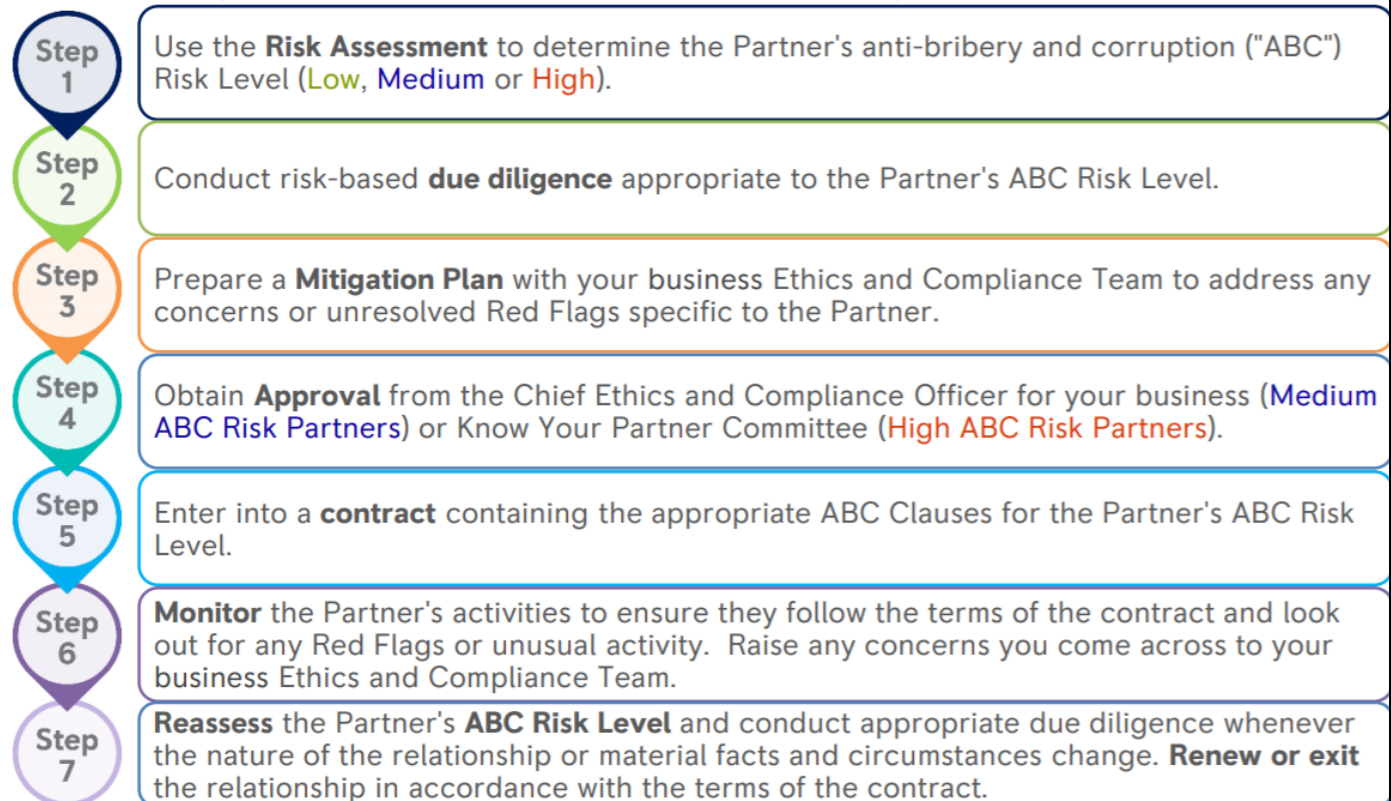 Step
1
Use the Risk Assessment to determine the Partner's anti-bribery and corruption ("ABC")
Risk Level (Low, Medium or High).
Step
2
Conduct risk-based due diligence appropriate to the Partner's ABC Risk Level.
Step
3
Prepare a Mitigation Plan with your business Ethics and Compliance Team to address any
concerns or unresolved Red Flags specific to the Partner.
Step
4
Obtain Approval from the Chief Ethics and Compliance Officer for your business (Medium
ABC Risk Partners) or Know Your Partner Committee (High ABC Risk Partners).
Step
5
Enter into a contract containing the appropriate ABC Clauses for the Partner's ABC Risk
Level.
Step
6
Monitor the Partner's activities to ensure they follow the terms of the contract and look
out for any Red Flags or unusual activity.  Raise any concerns you come across to your
business Ethics and Compliance Team.
Step
7
Reassess the Partner's ABC Risk Level and conduct appropriate due diligence whenever
the nature of the relationship or material facts and circumstances change. Renew or exit
the relationship in accordance with the terms of the contract.